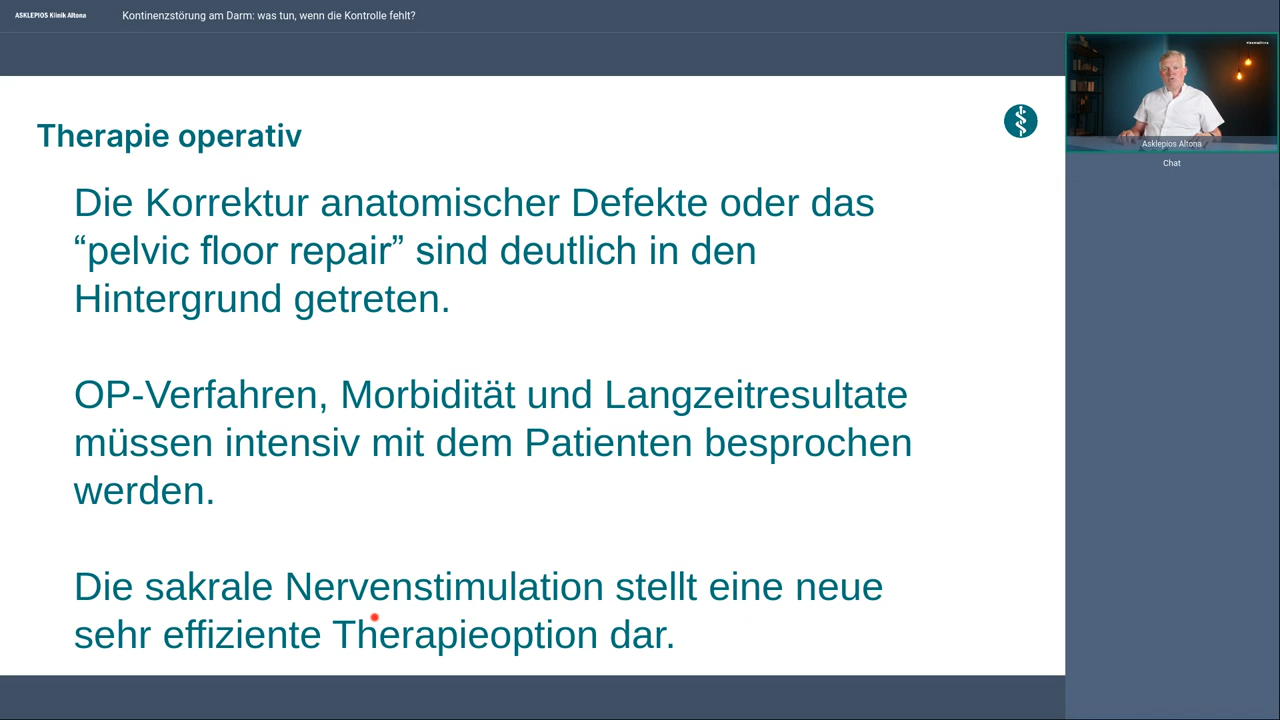 ASKLEPIOS Klinik Altona
Kontinenzstörung am Darm: was tun, wenn die Kontrolle fehlt?
Therapie operativ
Die Korrektur anatomischer Defekte oder das
“pelvic floor repair” sind deutlich in den
Hintergrund getreten.
OP-Verfahren, Morbidität und Langzeitresultate
müssen intensiv mit dem Patienten besprochen
werden.
Die sakrale Nervenstimulation stellt eine neue
sehr effiziente Therapieoption dar.
Asklepios Altona
Chat